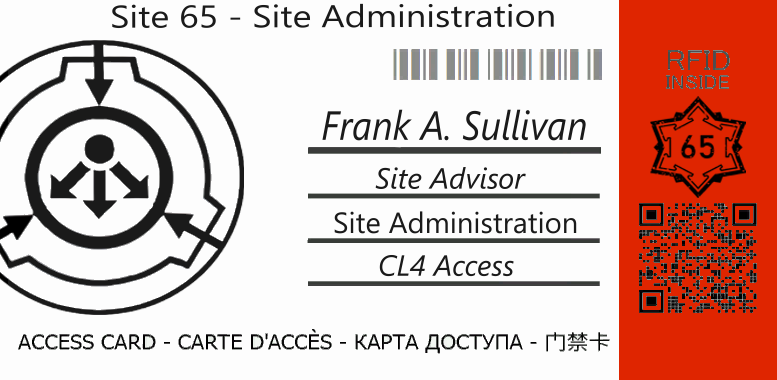 Site 65 - Site Administration
RFID
INSIDE
Frank A. Sullivan
65
Site Advisor
Site Administration
CL4 Access
ACCESS CARD - CARTE D'ACCÈS - КАРТА ДОСТУПА - 门禁卡